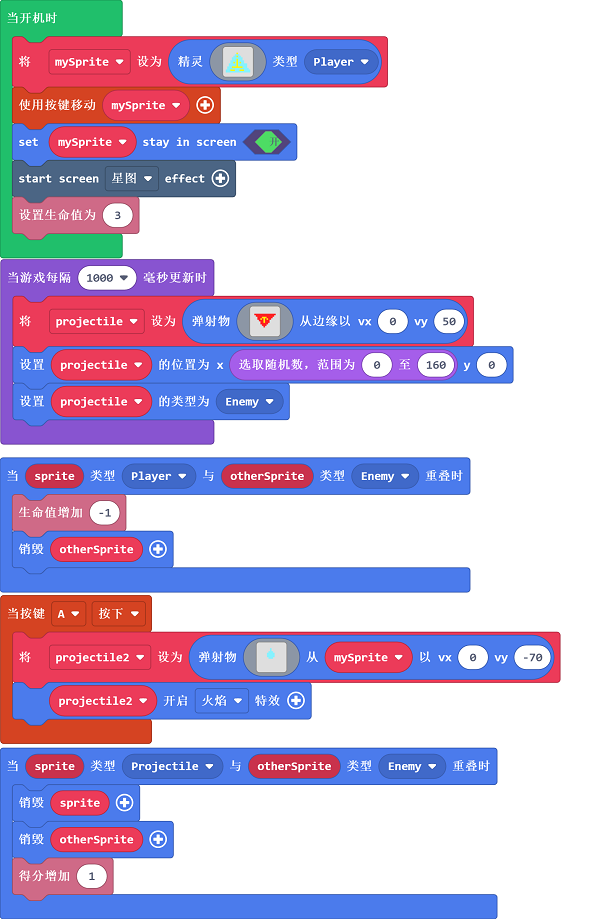 当开机时
将 mySprite 设为 精灵 类型 Player
使用按键移动 mySprite
set mySprite stay in screen 开
start screen 星图 effect
设置生命值为 3
当游戏每隔 1000 毫秒更新时
将 projectile 设为 弹射物 从边缘以 vx 0 vy 50
设置 projectile 的位置为 x 选取随机数，范围为 0 至 160 y 0
设置 projectile 的类型为 Enemy
当 sprite 类型 Player 与 otherSprite 类型 Enemy 重叠时
生命值增加 -1
销毁 otherSprite
当按键 A 按下
将 projectile2 设为 弹射物 从 mySprite 以 vx 0 vy -70
projectile2 开启 火焰 特效
当 sprite 类型 Projectile 与 otherSprite 类型 Enemy 重叠时
销毁 sprite
销毁 otherSprite
得分增加 1